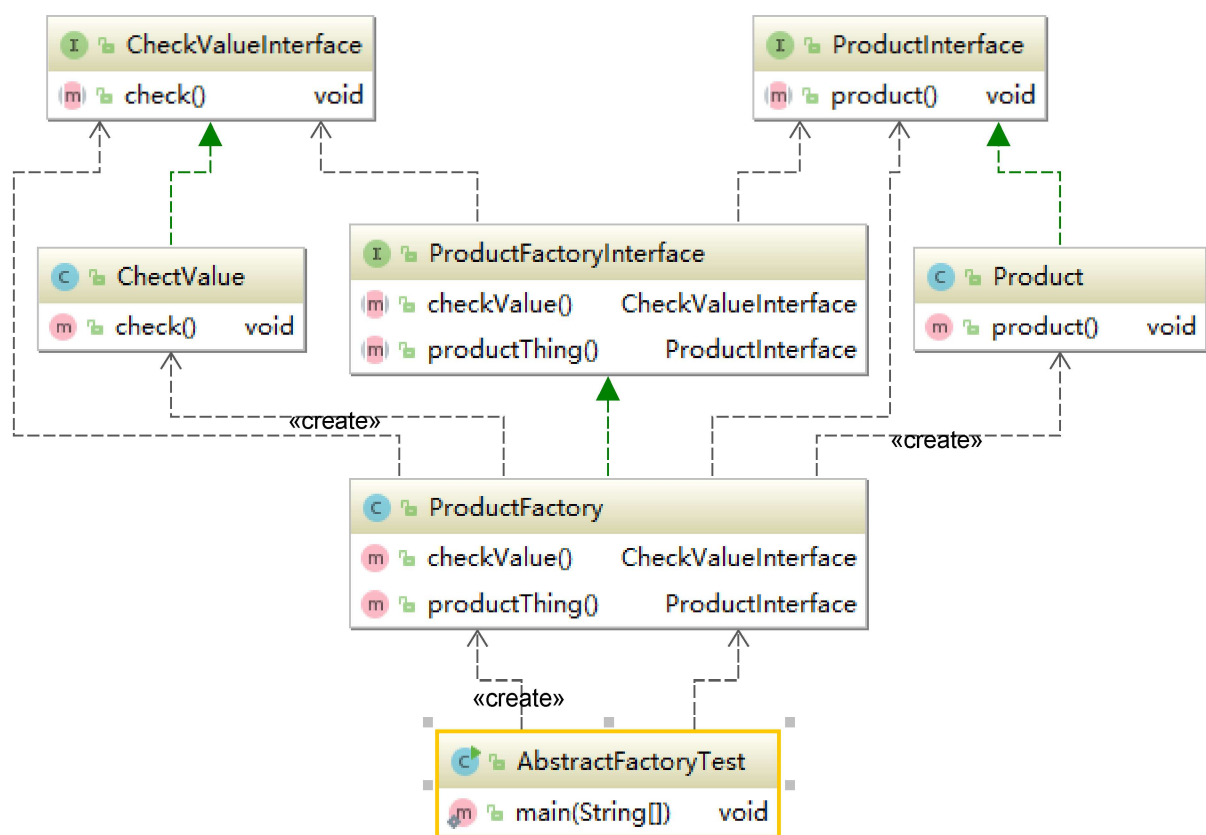 CheckValueInterface
check() void
ProductInterface
product() void
ChectValue
check() void
ProductFactoryInterface
checkValue() CheckValueInterface
productThing() ProductInterface
Product
product() void
«create»
«create»
ProductFactory
checkValue() CheckValueInterface
productThing() ProductInterface
«create»
AbstractFactoryTest
main(String[]) void